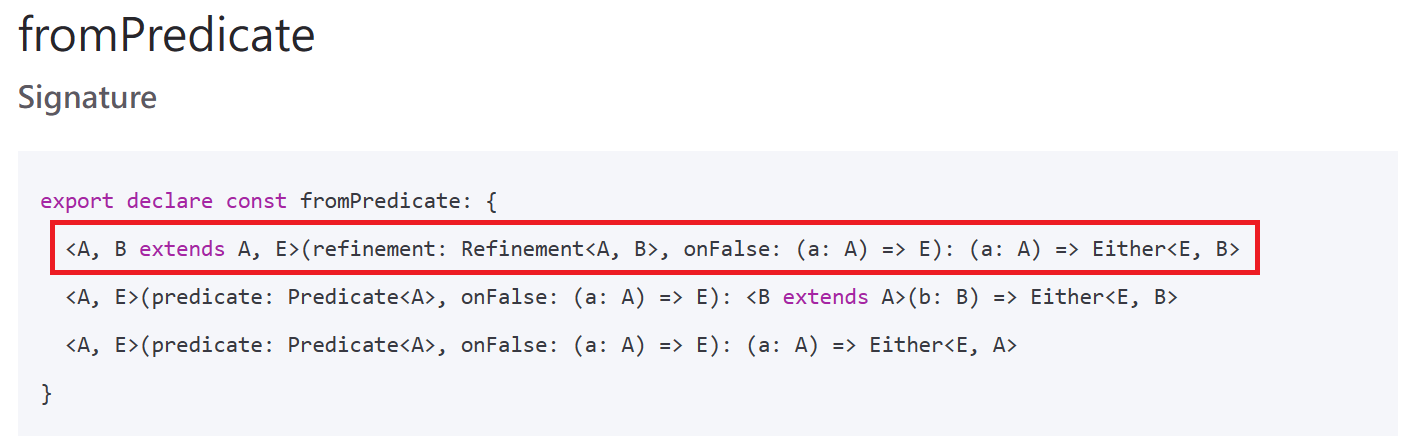 fromPredicate
Signature
export declare const fromPredicate: {
<A, B extends A, E>(refinement: Refinement<A, B>, onFalse: (a: A) => E): (a: A) => Either<E, B>
<A, E>(predicate: Predicate<A>, onFalse: (a: A) => E): <B extends A>(b: B) => Either<E, B>
<A, E>(predicate: Predicate<A>, onFalse: (a: A) => E): (a: A) => Either<E, A>
}